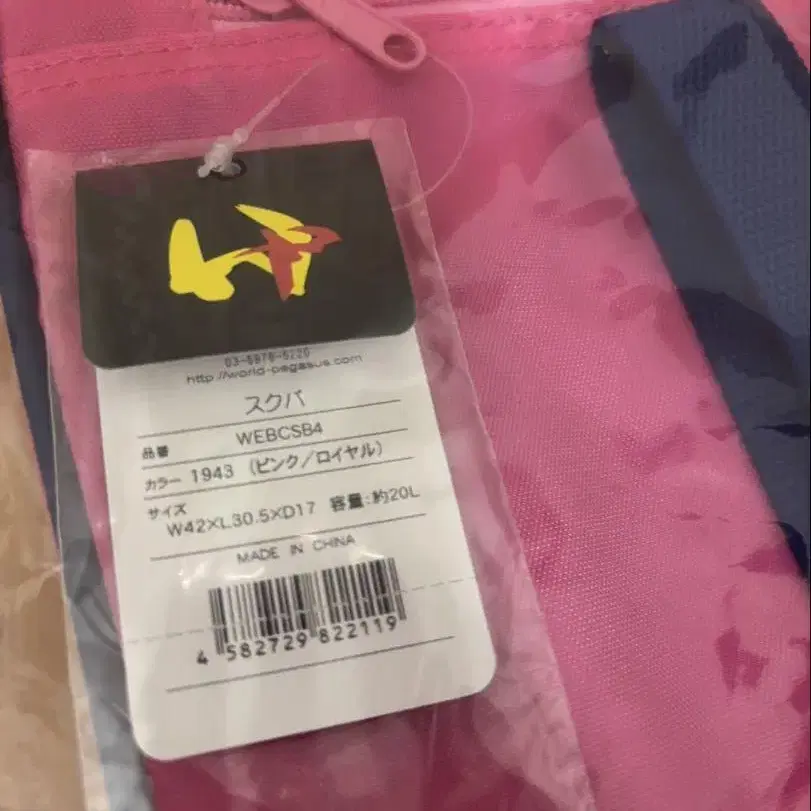 03-5976-5220
http://world-pegasus.com
スクバ
品番 WEBCSB4
カラー 1943 (ピンク/ロイヤル)
サイズ
W42×L30.5×D17 容量:約20L
MADE IN CHINA
4 582729 822119